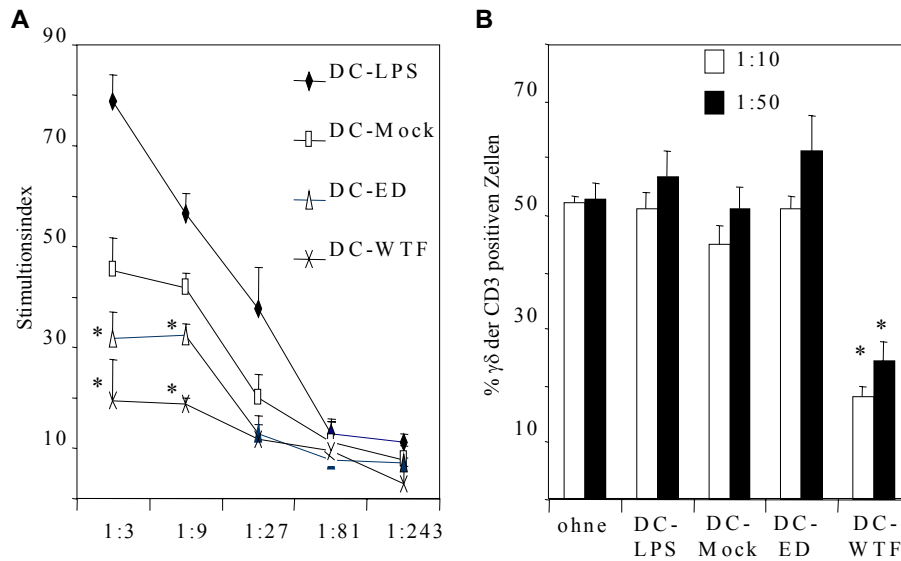 A
90
70
50
30
10
Stimultionsindex
DC-LPS
DC-Mock
DC-ED
DC-WTF
*
*
*
*
1:3 1:9 1:27 1:81 1:243
B
70
50
30
10
% γδ der CD3 positiven Zellen
1:10
1:50
*
*
ohne DC-LPS DC-Mock DC-ED DC-WTF